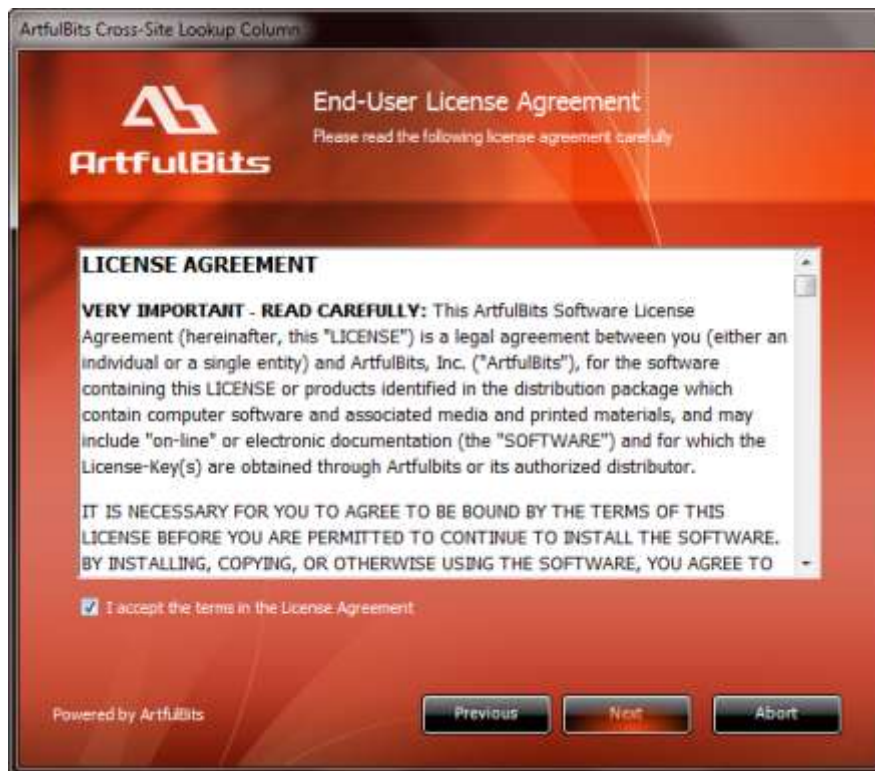 ArtfulBits Cross-Site Lookup Column
ArtfulBits
End-User License Agreement
Please read the following license agreement carefully
LICENSE AGREEMENT
VERY IMPORTANT - READ CAREFULLY: This ArtfulBits Software License
Agreement (hereinafter, this "LICENSE") is a legal agreement between you (either an
individual or a single entity) and ArtfulBits, Inc. ("ArtfulBits"), for the software
containing this LICENSE or products identified in the distribution package which
contain computer software and associated media and printed materials, and may
include "on-line" or electronic documentation (the "SOFTWARE") and for which the
License-Key(s) are obtained through Artfulbits or its authorized distributor.
IT IS NECESSARY FOR YOU TO AGREE TO BE BOUND BY THE TERMS OF THIS
LICENSE BEFORE YOU ARE PERMITTED TO CONTINUE TO INSTALL THE SOFTWARE.
BY INSTALLING, COPYING, OR OTHERWISE USING THE SOFTWARE, YOU AGREE TO
I accept the terms in the License Agreement
Powered by ArtfulBits
Previous
Next
Abort